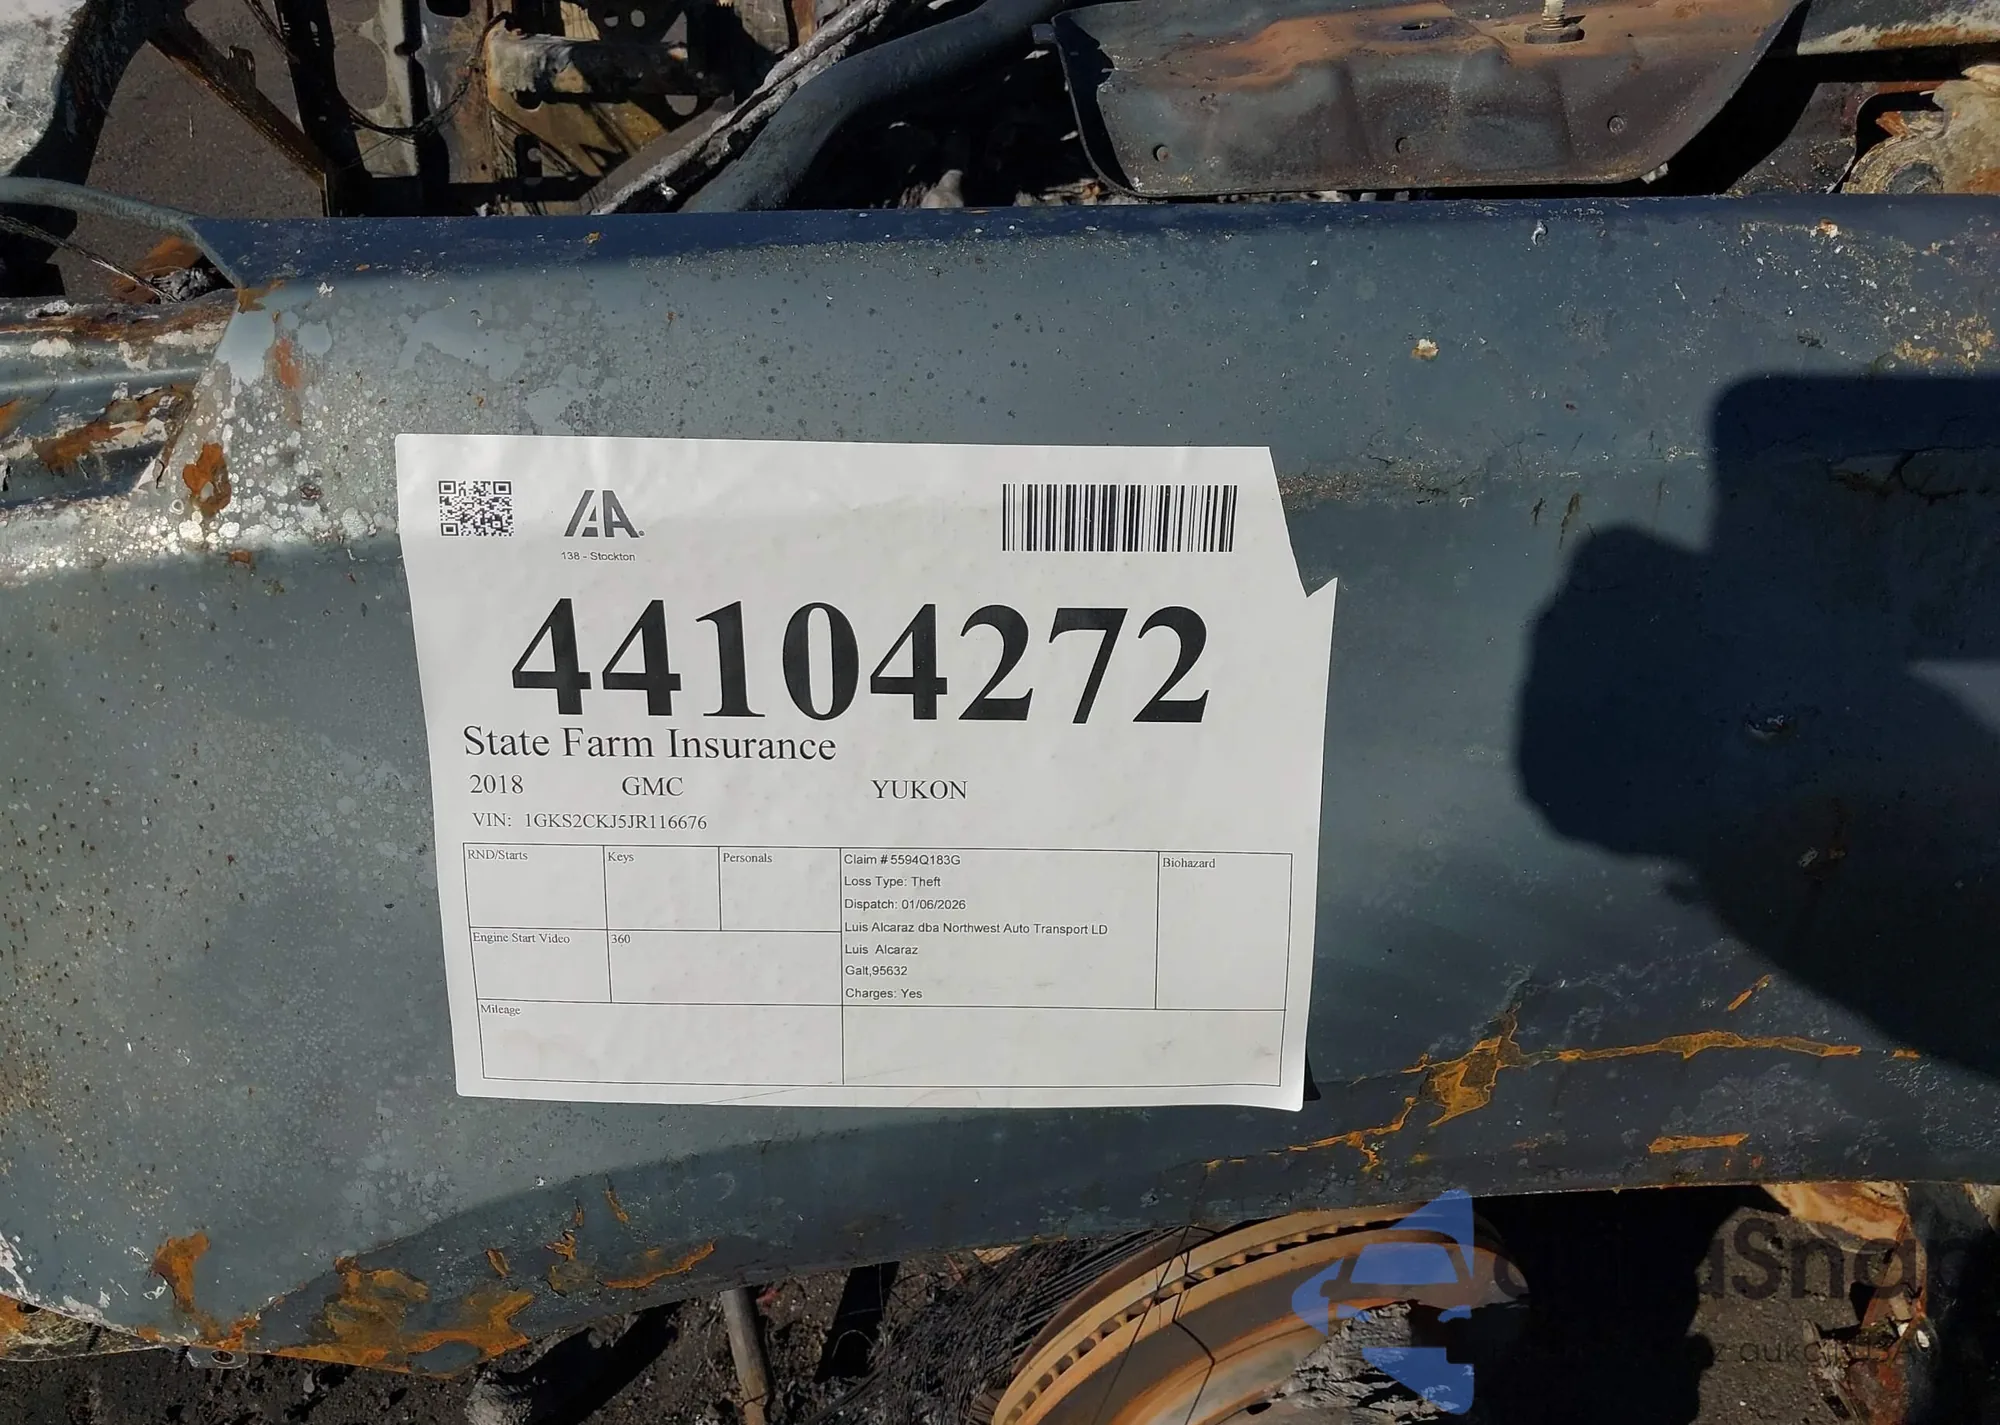 IAA
138 - Stockton
44104272
State Farm Insurance
2018 GMC YUKON
VIN: 1GKS2CKJ5JR116676
RND/Starts Keys Personals
Claim # 5594Q183G
Loss Type: Theft
Dispatch: 01/06/2026
Luis Alcaraz dba Northwest Auto Transport LD
Luis Alcaraz
Galt,95632
Charges: Yes
Biohazard
Engine Start Video 360
Mileage